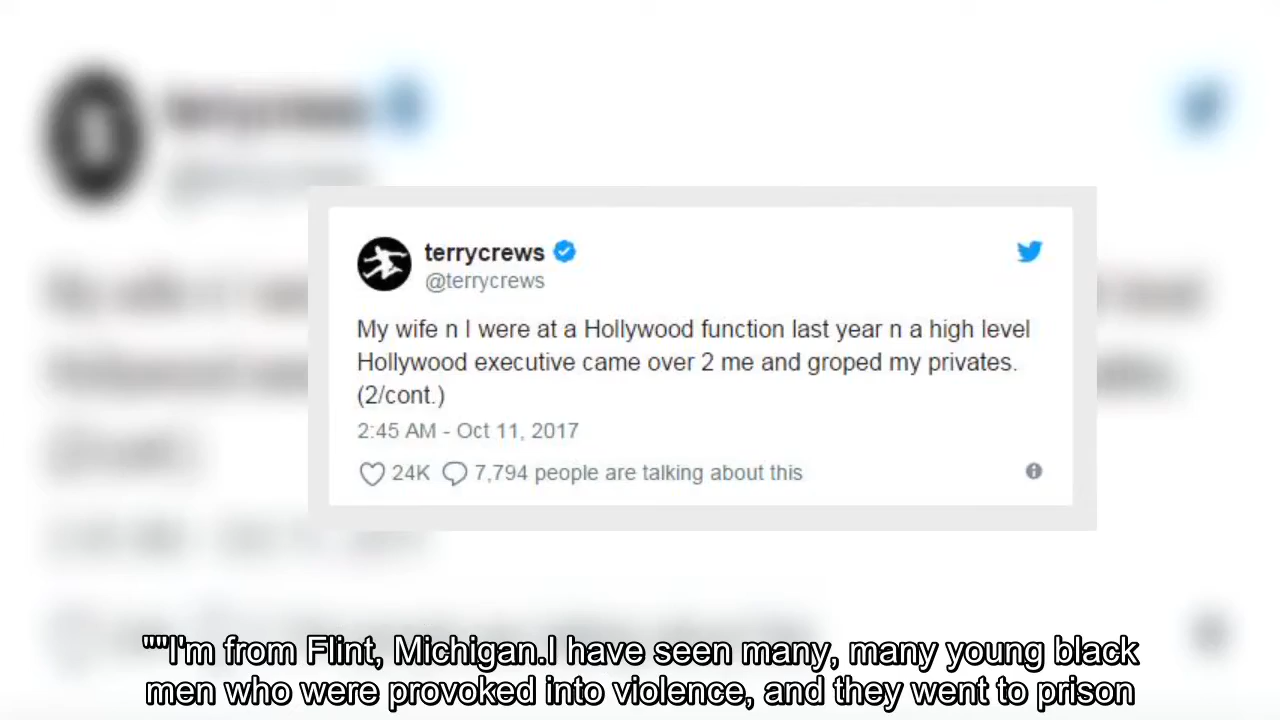 terrycrews
@terrycrews
My wife n I were at a Hollywood function last year n a high level
Hollywood executive came over 2 me and groped my privates.
(2/cont.)
2:45 AM - Oct 11, 2017
24K 7,794 people are talking about this
""I'm from Flint, Michigan.I have seen many, many young black
men who were provoked into violence, and they went to prison